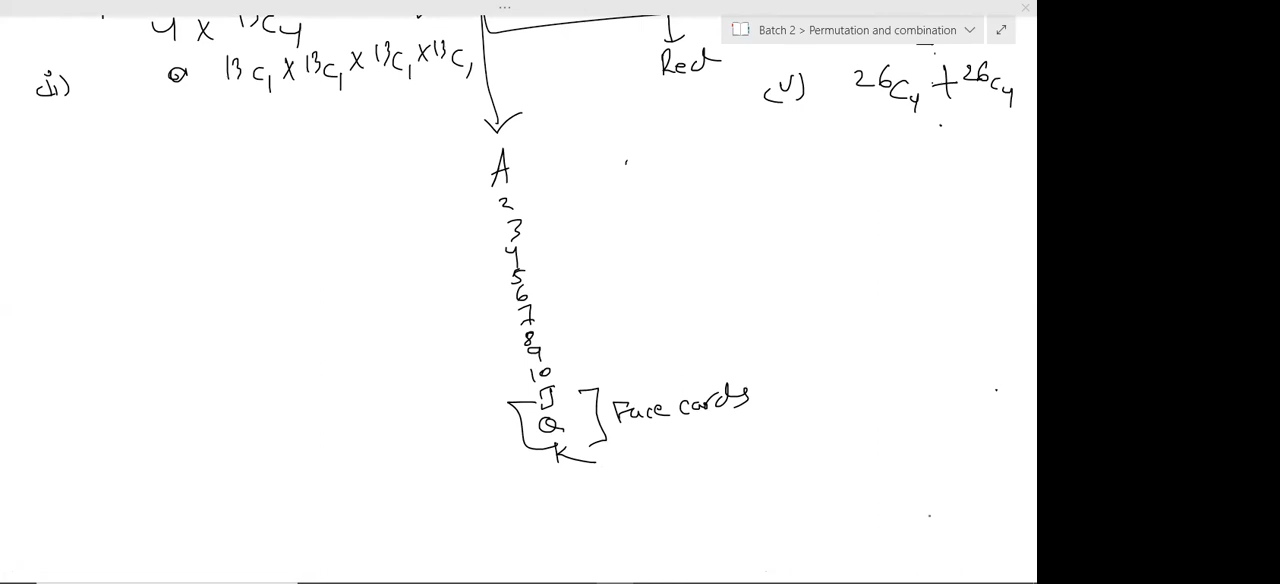 Batch 2 > Permutation and combination
4 x ¹³C₄
ii) ¹³C₁ x ¹³C₁ x ¹³C₁ x ¹³C₁
Red
(v) ²⁶C₄ + ²⁶C₄
A
2
3
4
5
6
7
8
9
10
J
Q
K
Face cards